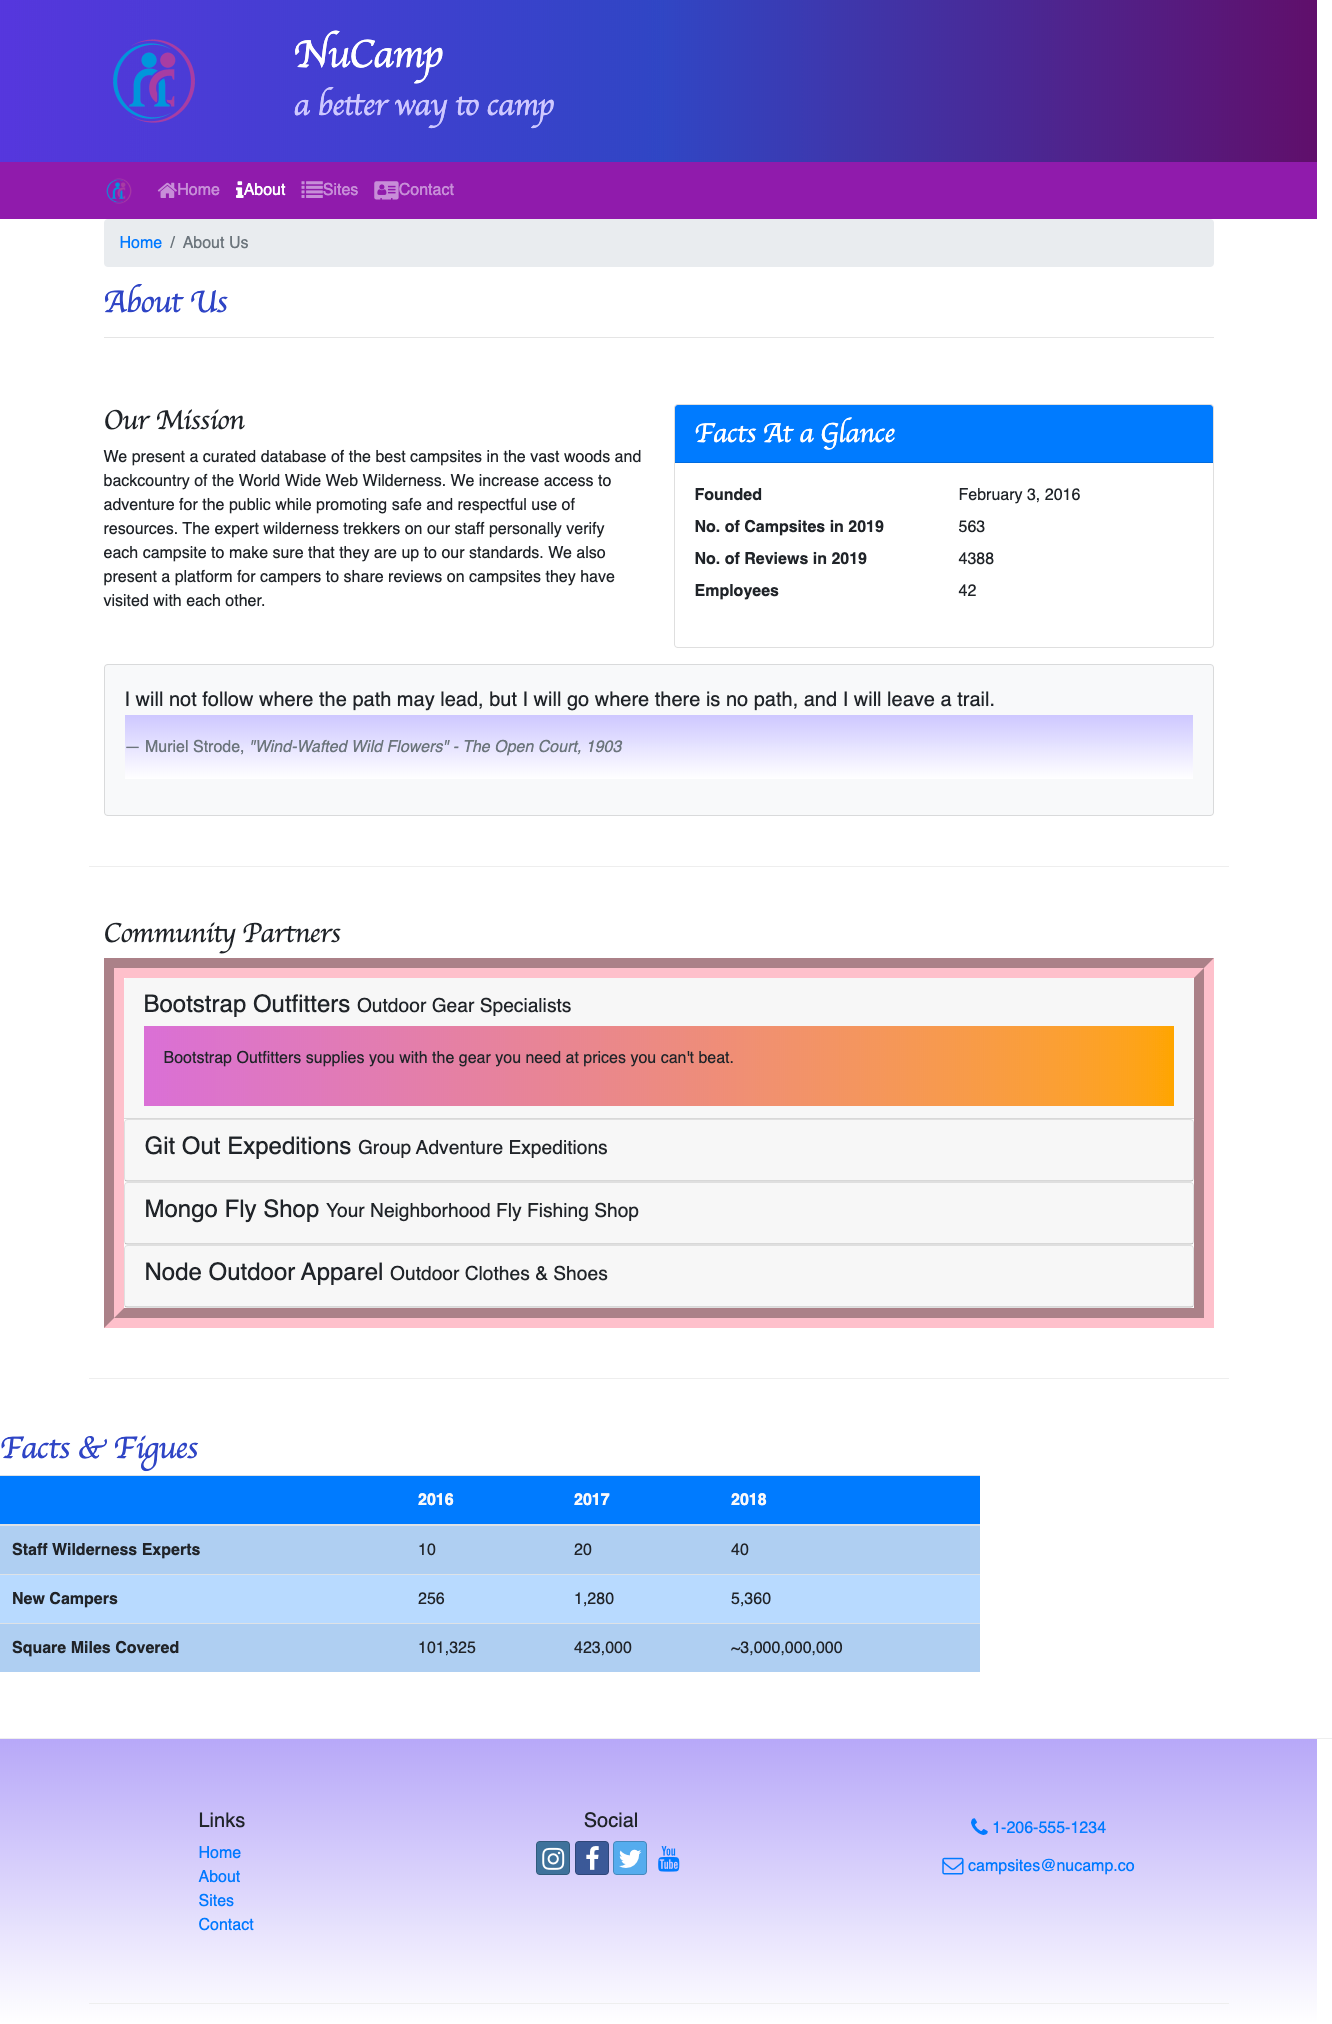 NuCamp
a better way to camp
Home About Sites Contact
Home / About Us
About Us
Our Mission
We present a curated database of the best campsites in the vast woods and
backcountry of the World Wide Web Wilderness. We increase access to
adventure for the public while promoting safe and respectful use of
resources. The expert wilderness trekkers on our staff personally verify
each campsite to make sure that they are up to our standards. We also
present a platform for campers to share reviews on campsites they have
visited with each other.
Facts At a Glance
Founded February 3, 2016
No. of Campsites in 2019 563
No. of Reviews in 2019 4388
Employees 42
I will not follow where the path may lead, but I will go where there is no path, and I will leave a trail.
— Muriel Strode, "Wind-Wafted Wild Flowers" - The Open Court, 1903
Community Partners
Bootstrap Outfitters Outdoor Gear Specialists
Bootstrap Outfitters supplies you with the gear you need at prices you can't beat.
Git Out Expeditions Group Adventure Expeditions
Mongo Fly Shop Your Neighborhood Fly Fishing Shop
Node Outdoor Apparel Outdoor Clothes & Shoes
Facts & Figues
2016 2017 2018
Staff Wilderness Experts 10 20 40
New Campers 256 1,280 5,360
Square Miles Covered 101,325 423,000 ~3,000,000,000
Links
Home
About
Sites
Contact
Social
You
Tube
1-206-555-1234
campsites@nucamp.co